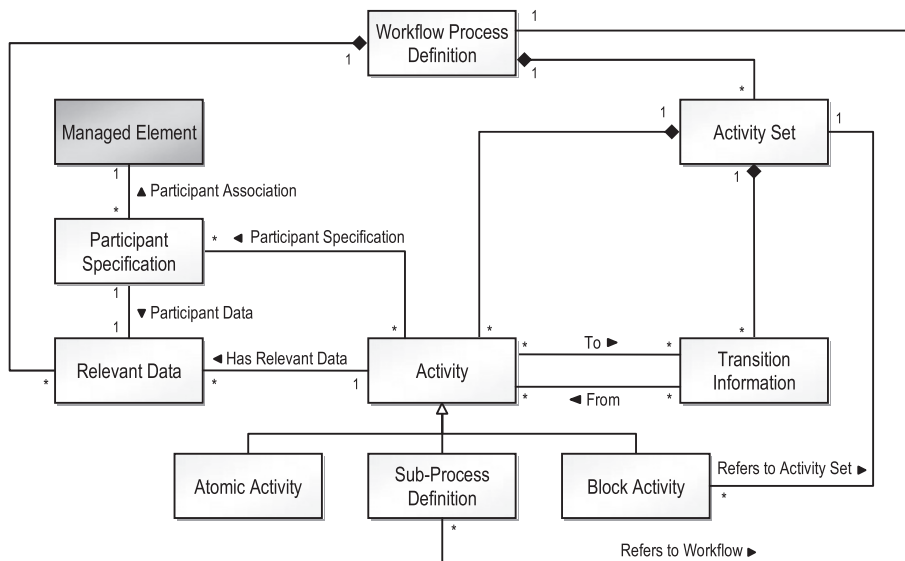 1
Workflow Process
Definition
1
1
*
Managed Element
1
Activity Set
1
1
▲ Participant Association
1
*
Participant
Specification
*
◄ Participant Specification
1
▼ Participant Data
1
*
*
*
Relevant Data
*
◄ Has Relevant Data
*
1
Activity
*
To ►
*
*
◄ From
*
Transition
Information
Atomic Activity
Sub-Process
Definition
Block Activity
Refers to Activity Set ►
*
*
Refers to Workflow ►